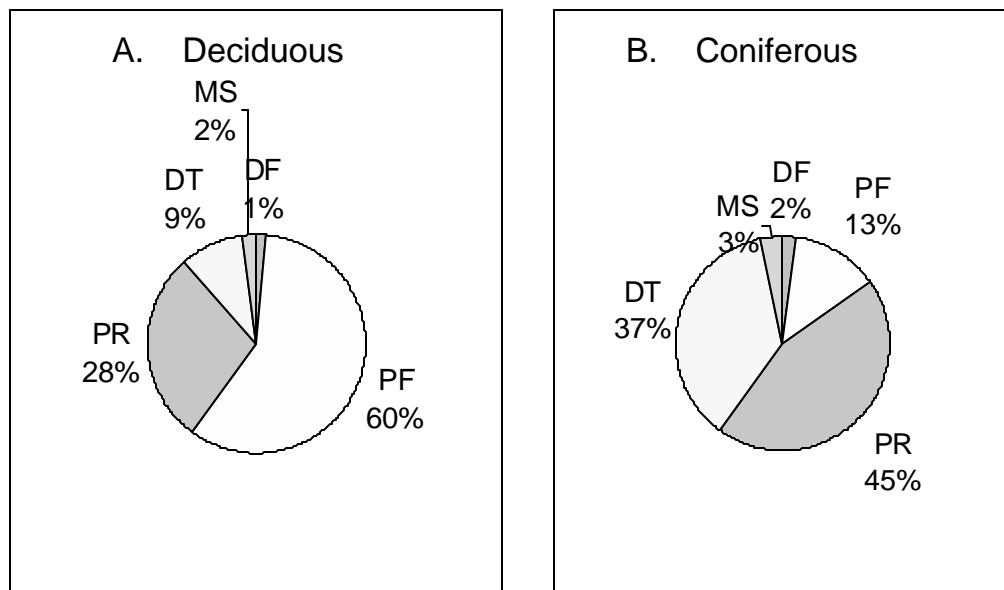 A. Deciduous
MS
2%
DF
1%
DT
9%
PR
28%
PF
60%
B. Coniferous
DF
2%
PF
13%
MS
3%
DT
37%
PR
45%